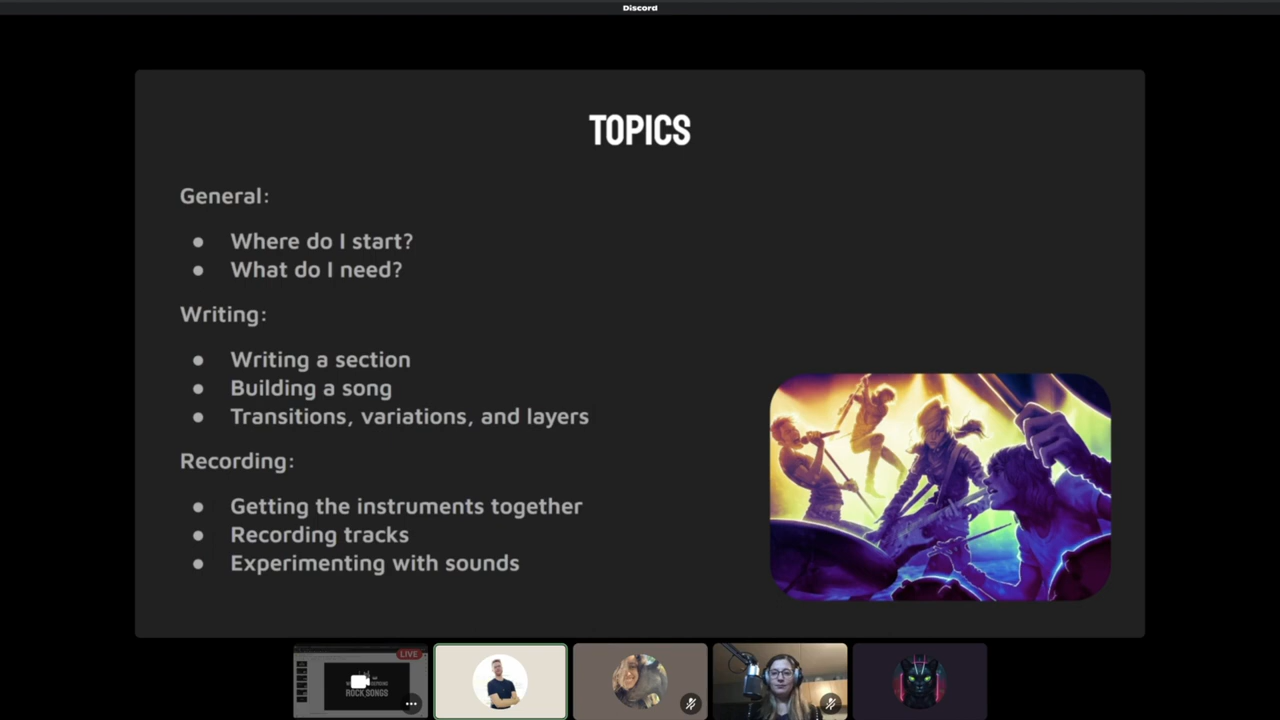 Discord
TOPICS
General:
● Where do I start?
● What do I need?
Writing:
● Writing a section
● Building a song
● Transitions, variations, and layers
Recording:
● Getting the instruments together
● Recording tracks
● Experimenting with sounds
LIVE
ROCK SONGS